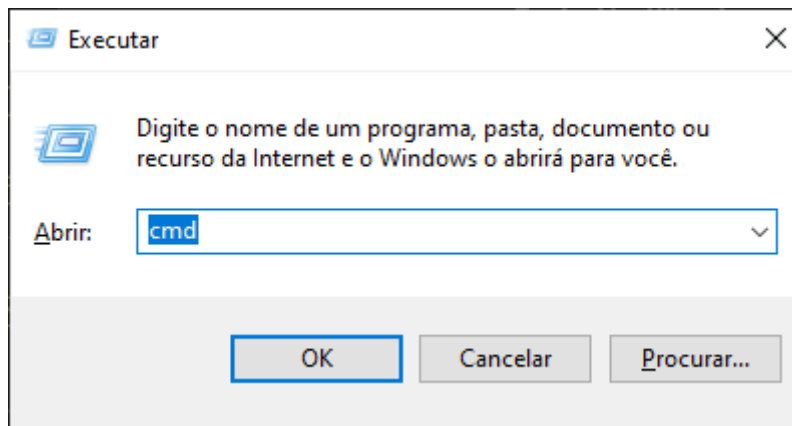 Executar
Digite o nome de um programa, pasta, documento ou
recurso da Internet e o Windows o abrirá para você.
Abrir: cmd
OK Cancelar Procurar...